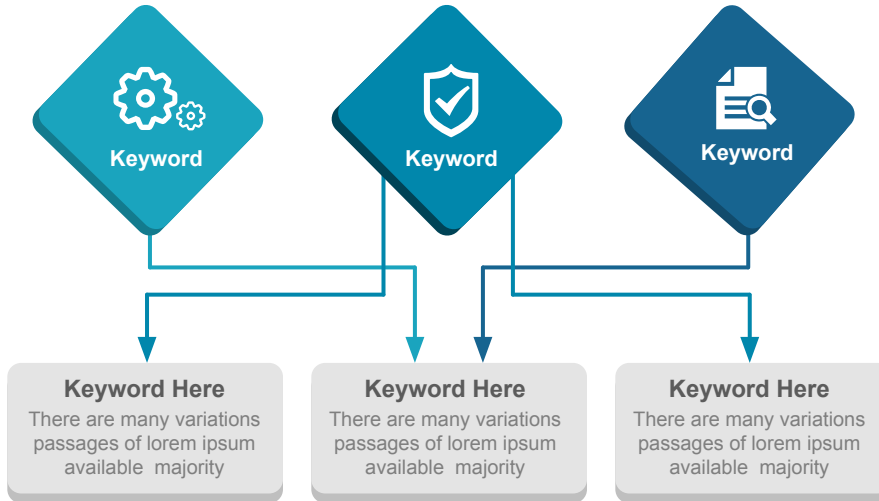 Keyword
Keyword
Keyword
Keyword Here
There are many variations
passages of lorem ipsum
available  majority
Keyword Here
There are many variations
passages of lorem ipsum
available  majority
Keyword Here
There are many variations
passages of lorem ipsum
available  majority